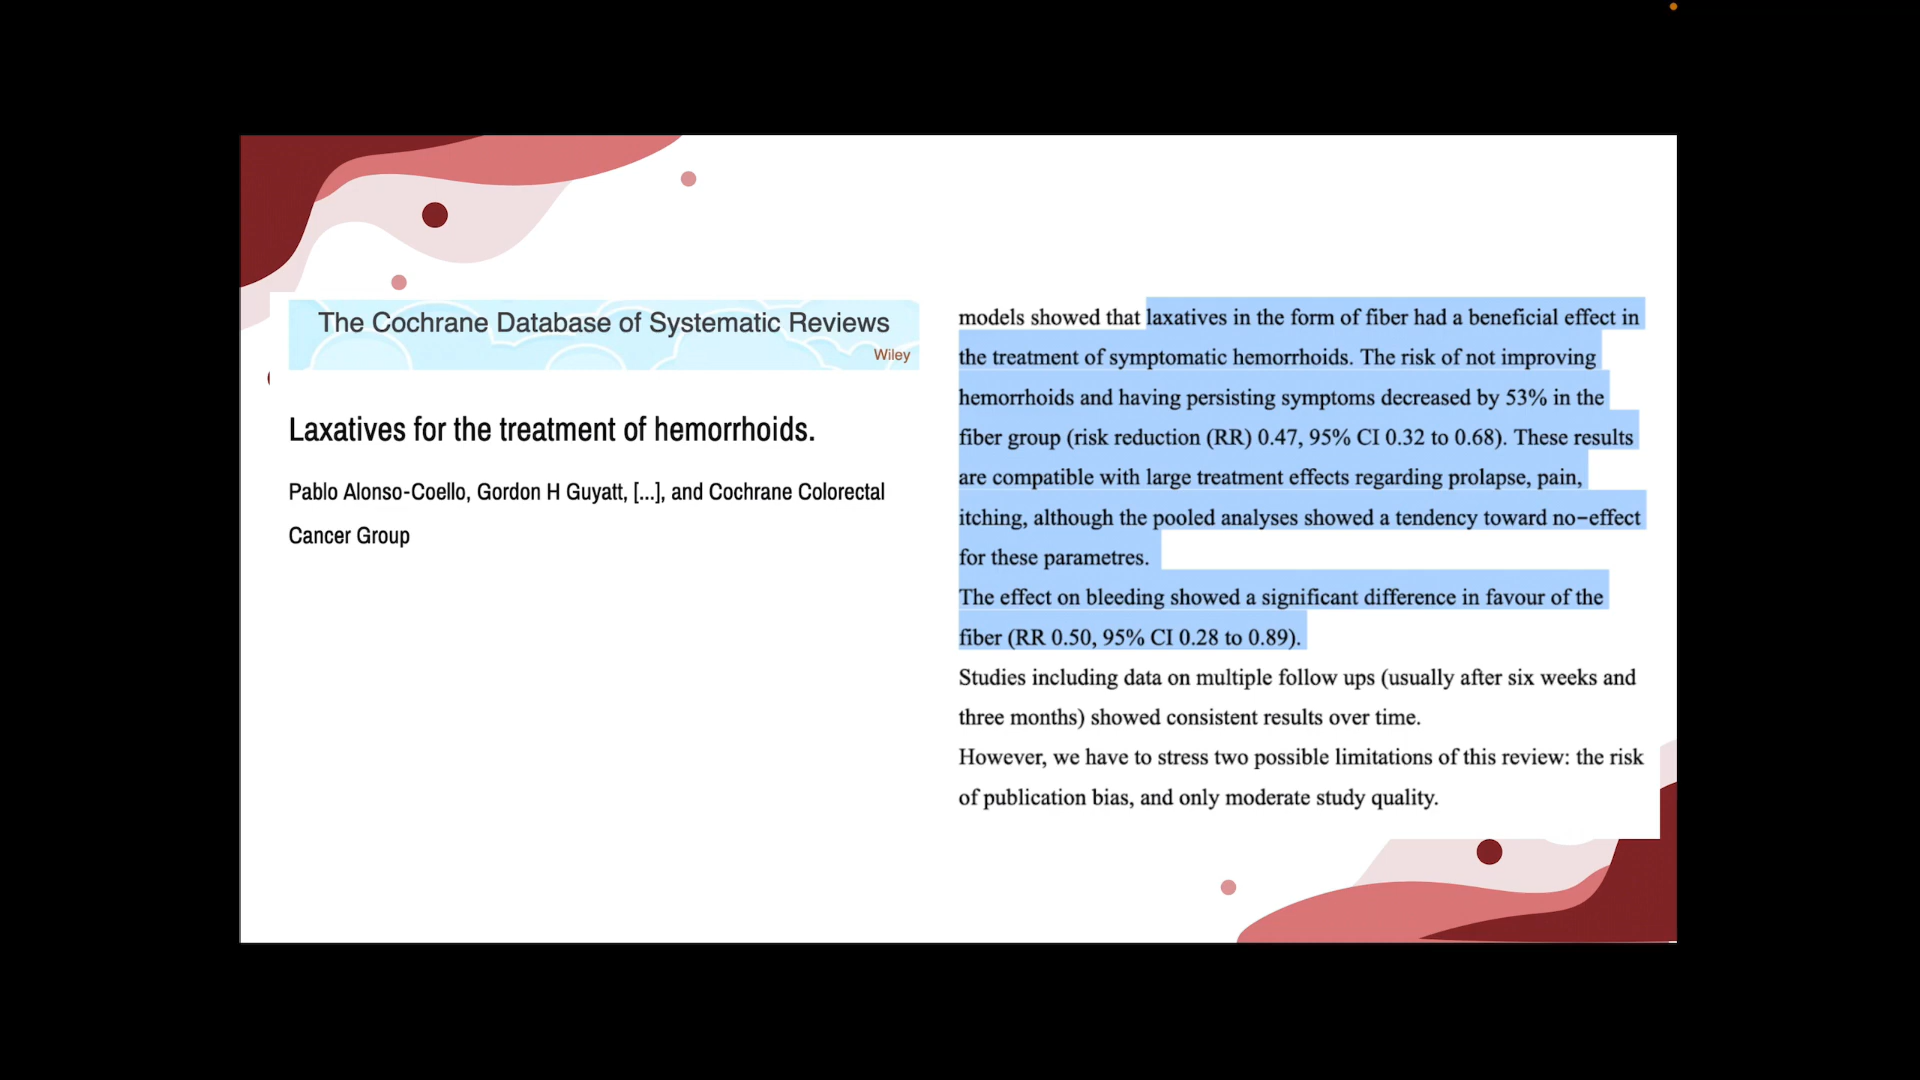 The Cochrane Database of Systematic Reviews
Wiley
Laxatives for the treatment of hemorrhoids.
Pablo Alonso-Coello, Gordon H Guyatt, [...], and Cochrane Colorectal
Cancer Group
models showed that laxatives in the form of fiber had a beneficial effect in
the treatment of symptomatic hemorrhoids. The risk of not improving
hemorrhoids and having persisting symptoms decreased by 53% in the
fiber group (risk reduction (RR) 0.47, 95% CI 0.32 to 0.68). These results
are compatible with large treatment effects regarding prolapse, pain,
itching, although the pooled analyses showed a tendency toward no−effect
for these parametres.
The effect on bleeding showed a significant difference in favour of the
fiber (RR 0.50, 95% CI 0.28 to 0.89).
Studies including data on multiple follow ups (usually after six weeks and
three months) showed consistent results over time.
However, we have to stress two possible limitations of this review: the risk
of publication bias, and only moderate study quality.